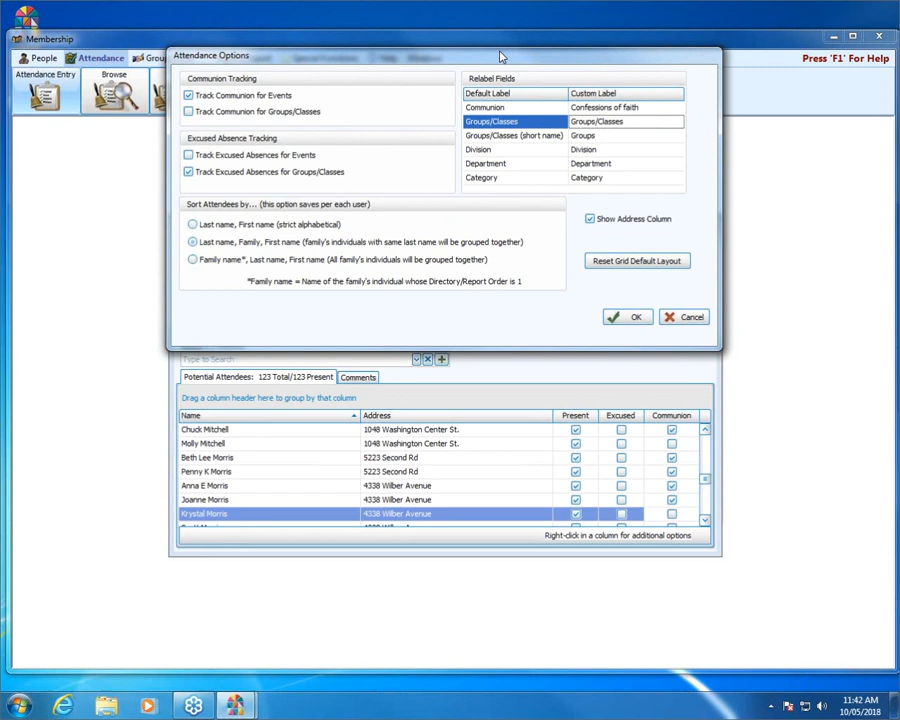 Membership
People
Attendance
Press 'F1' For Help
Attendance Entry
Browse
Attendance Options
Communion Tracking
Track Communion for Events
Track Communion for Groups/Classes
Excused Absence Tracking
Track Excused Absences for Events
Track Excused Absences for Groups/Classes
Relabel Fields
Default Label Custom Label
Communion Confessions of faith
Groups/Classes Groups/Classes
Groups/Classes (short name) Groups
Division Division
Department Department
Category Category
Sort Attendees by... (this option saves per each user)
Last name, First name (strict alphabetical)
Last name, Family, First name (family's individuals with same last name will be grouped together)
Family name*, Last name, First name (All family's individuals will be grouped together)
*Family name = Name of the family's individual whose Directory/Report Order is 1
Show Address Column
Reset Grid Default Layout
OK
Cancel
Type to Search
Potential Attendees: 123 Total/123 Present
Comments
Drag a column header here to group by that column
Name Address Present Excused Communion
Chuck Mitchell 1048 Washington Center St.
Molly Mitchell 1048 Washington Center St.
Beth Lee Morris 5223 Second Rd
Penny K Morris 5223 Second Rd
Anna E Morris 4338 Wilber Avenue
Joanne Morris 4338 Wilber Avenue
Krystal Morris 4338 Wilber Avenue
Right-click in a column for additional options
11:42 AM
10/05/2018